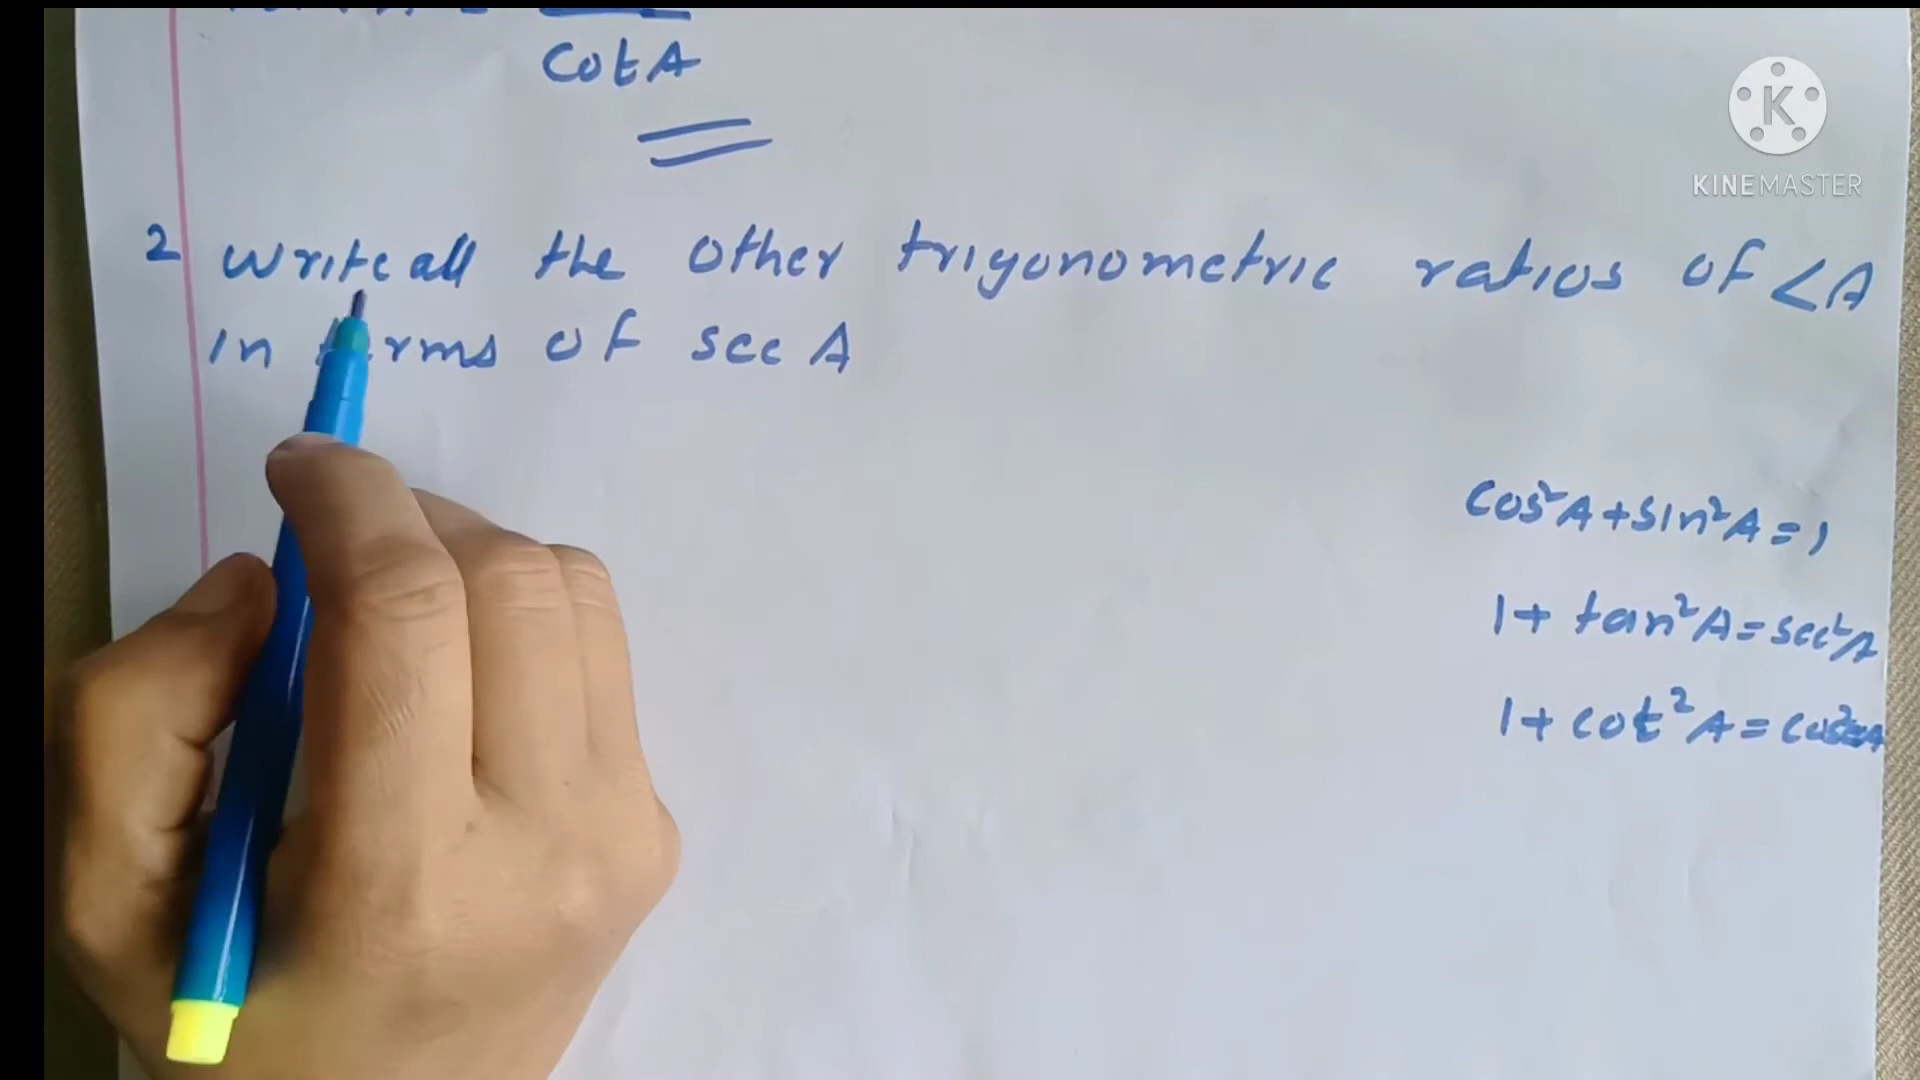 cotA
KINEMASTER
2 Write all the other trigonometric ratios of <A
in terms of sec A
cos²A+sin²A=1
1+ tan²A=sec²A
1+cot²A=cosec²A